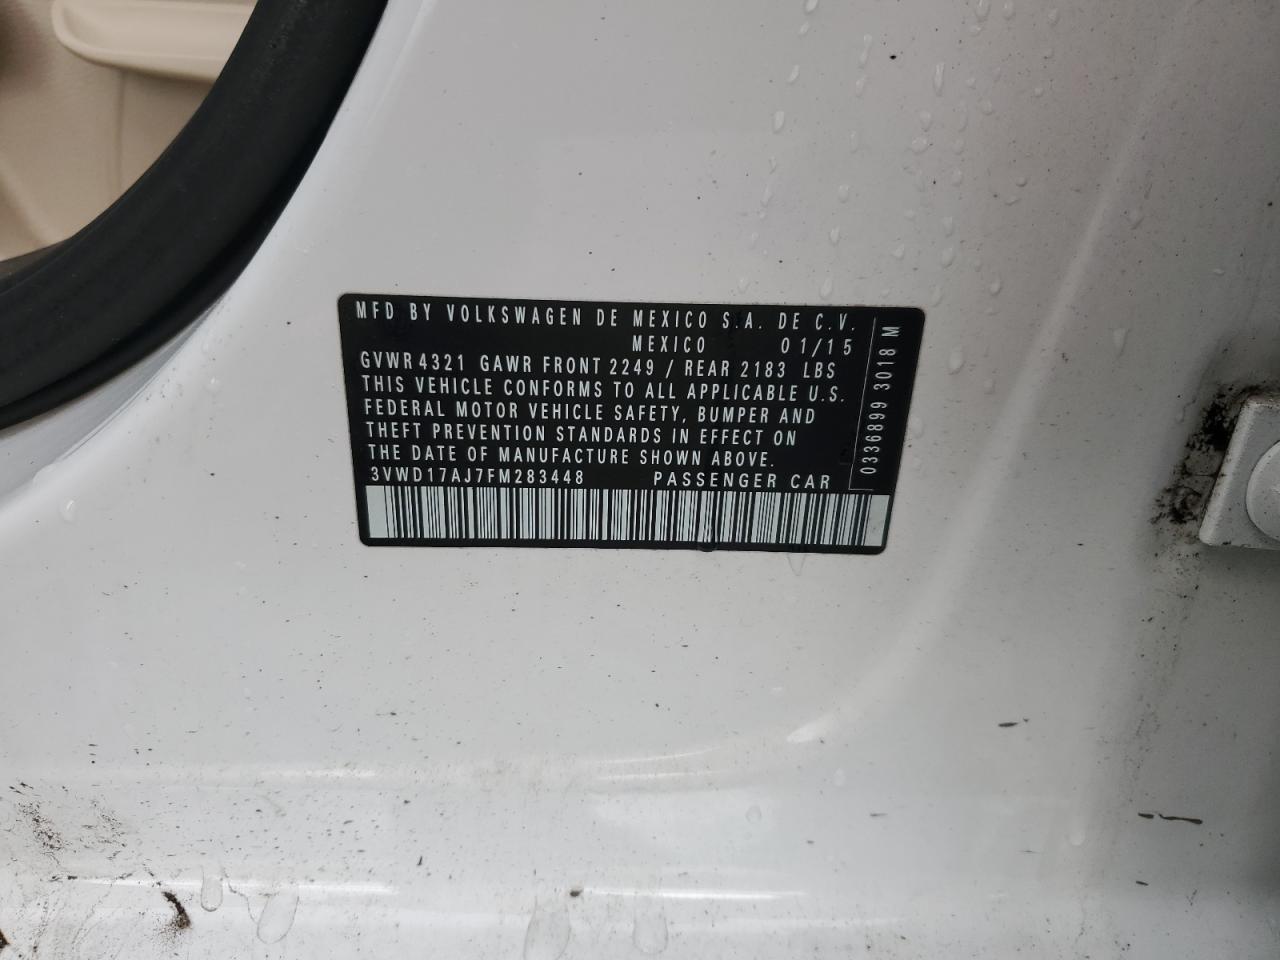 MFD BY VOLKSWAGEN DE MEXICO S.A. DE C.V.
MEXICO 01/15
GVWR 4321 GAWR FRONT 2249 / REAR 2183 LBS
THIS VEHICLE CONFORMS TO ALL APPLICABLE U.S.
FEDERAL MOTOR VEHICLE SAFETY, BUMPER AND
THEFT PREVENTION STANDARDS IN EFFECT ON
THE DATE OF MANUFACTURE SHOWN ABOVE.
3VWD17AJ7FM283448 PASSENGER CAR
0336899 3018 M